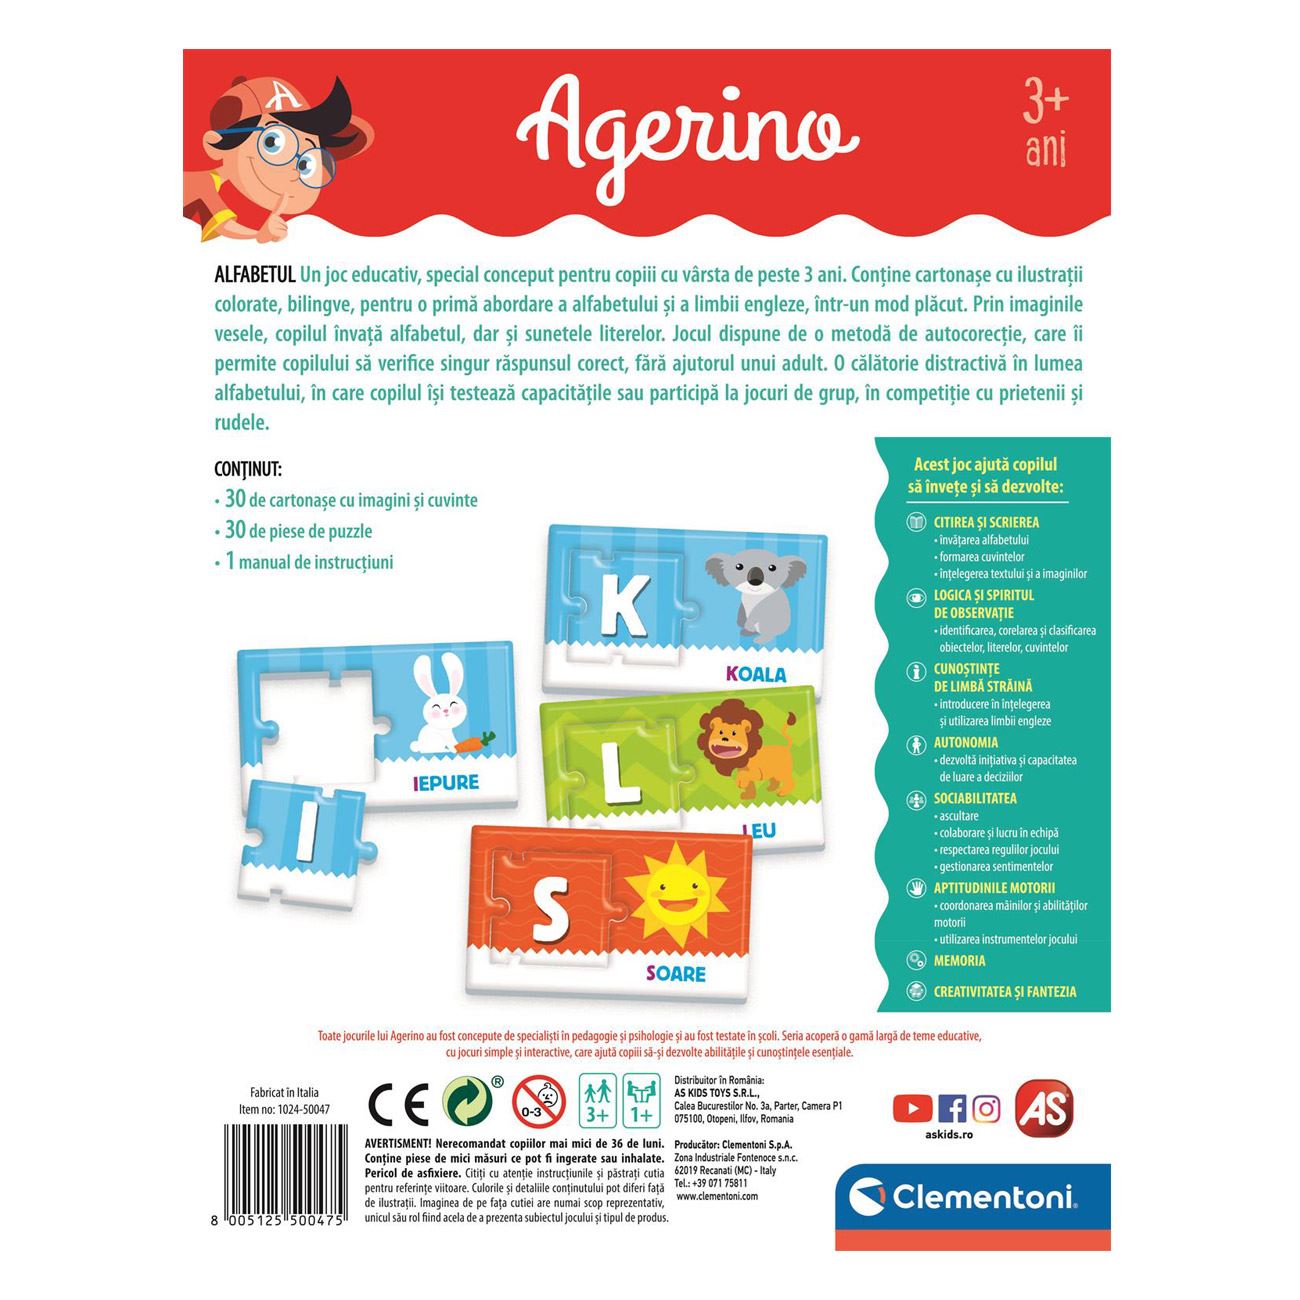 A
Agerino
3+
ani
ALFABETUL Un joc educativ, special conceput pentru copiii cu vârsta de peste 3 ani. Conține cartonașe cu ilustrații
colorate, bilingve, pentru o primă abordare a alfabetului și a limbii engleze, într-un mod plăcut. Prin imaginile
vesele, copilul învață alfabetul, dar și sunetele literelor. Jocul dispune de o metodă de autocorecție, care îi
permite copilului să verifice singur răspunsul corect, fără ajutorul unui adult. O călătorie distractivă în lumea
alfabetului, în care copilul își testează capacitățile sau participă la jocuri de grup, în competiție cu prietenii și
rudele.
CONȚINUT:
• 30 de cartonașe cu imagini și cuvinte
• 30 de piese de puzzle
• 1 manual de instrucțiuni
K
KOALA
IEPURE
I
L
LEU
S
SOARE
Acest joc ajută copilul
să învețe și să dezvolte:
CITIREA ȘI SCRIEREA
• învățarea alfabetului
• formarea cuvintelor
• înțelegerea textului și a imaginilor
LOGICA ȘI SPIRITUL
DE OBSERVAȚIE
• identificarea, corelarea și clasificarea
obiectelor, literelor, cuvintelor
CUNOȘTINȚE
DE LIMBĂ STRĂINĂ
• introducere în înțelegerea
și utilizarea limbii engleze
AUTONOMIA
• dezvoltă inițiativa și capacitatea
de luare a deciziilor
SOCIABILITATEA
• ascultare
• colaborare și lucru în echipă
• respectarea regulilor jocului
• gestionarea sentimentelor
APTITUDINILE MOTORII
• coordonarea mâinilor și abilităților
motorii
• utilizarea instrumentelor jocului
MEMORIA
CREATIVITATEA ȘI FANTEZIA
Toate jocurile lui Agerino au fost concepute de specialiști în pedagogie și psihologie și au fost testate în școli. Seria acoperă o gamă largă de teme educative,
cu jocuri simple și interactive, care ajută copiii să-și dezvolte abilitățile și cunoștințele esențiale.
Fabricat în Italia
Item no: 1024-50047
8 005125 500475
CE
®
0-3
3+
1+
AVERTISMENT! Nerecomandat copiilor mai mici de 36 de luni.
Conține piese de mici măsuri ce pot fi ingerate sau inhalate.
Pericol de asfixiere. Citiți cu atenție instrucțiunile și păstrați cutia
pentru referințe viitoare. Culorile și detaliile conținutului pot diferi față
de ilustrații. Imaginea de pe fața cutiei are numai scop reprezentativ,
unicul său rol fiind acela de a prezenta subiectul jocului și tipul de produs.
Distribuitor în România:
AS KIDS TOYS S.R.L.,
Calea Bucurestilor No. 3a, Parter, Camera P1
075100, Otopeni, Ilfov, Romania
Producător: Clementoni S.p.A.
Zona Industriale Fontenoce s.n.c.
62019 Recanati (MC) - Italy
Tel.: +39 071 75811
www.clementoni.com
askids.ro
AS
Clementoni®